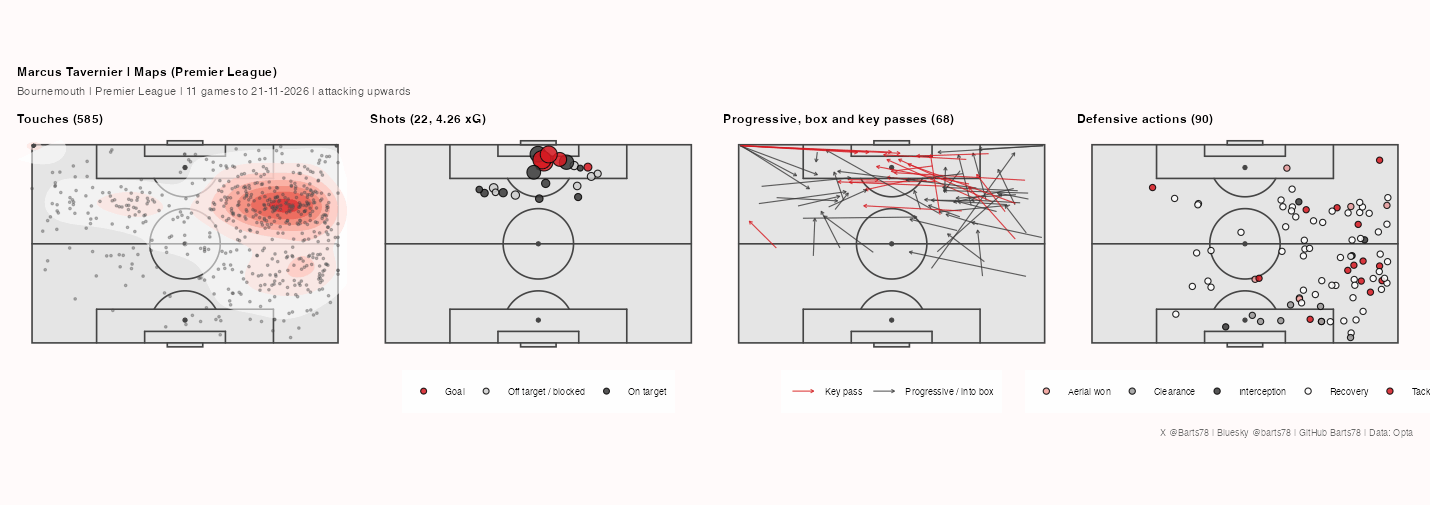 Marcus Tavernier | Maps (Premier League)
Bournemouth | Premier League | 11 games to 21-11-2026 | attacking upwards
Touches (585)
Shots (22, 4.26 xG)
Progressive, box and key passes (68)
Defensive actions (90)
Goal
Off target / blocked
On target
Key pass
Progressive / Into box
Aerial won
Clearance
Interception
Recovery
Tack
X @Barts78 | Bluesky @barts78 | GitHub Barts78 | Data: Opta